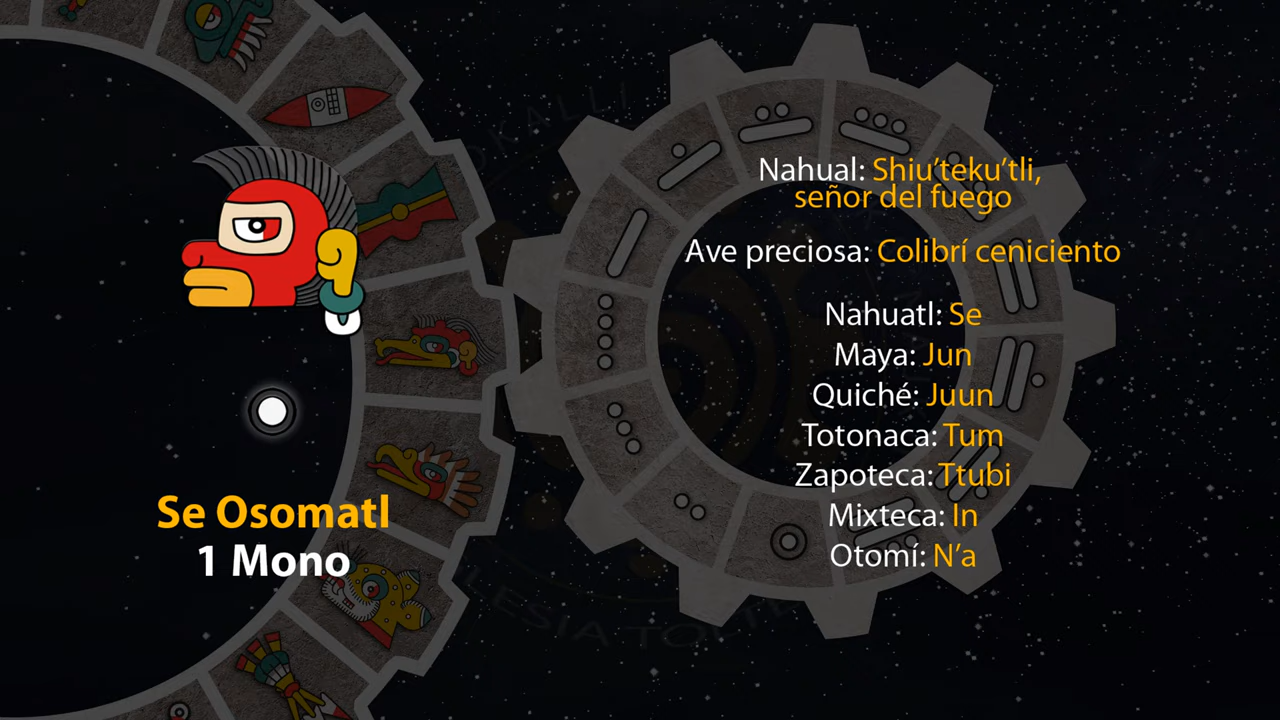 Se Osomatl
1 Mono
Nahual: Shiu’teku’tli,
señor del fuego
Ave preciosa: Colibrí ceniciento
Nahuatl: Se
Maya: Jun
Quiché: Juun
Totonaca: Tum
Zapoteca: Ttubi
Mixteca: In
Otomí: N’a